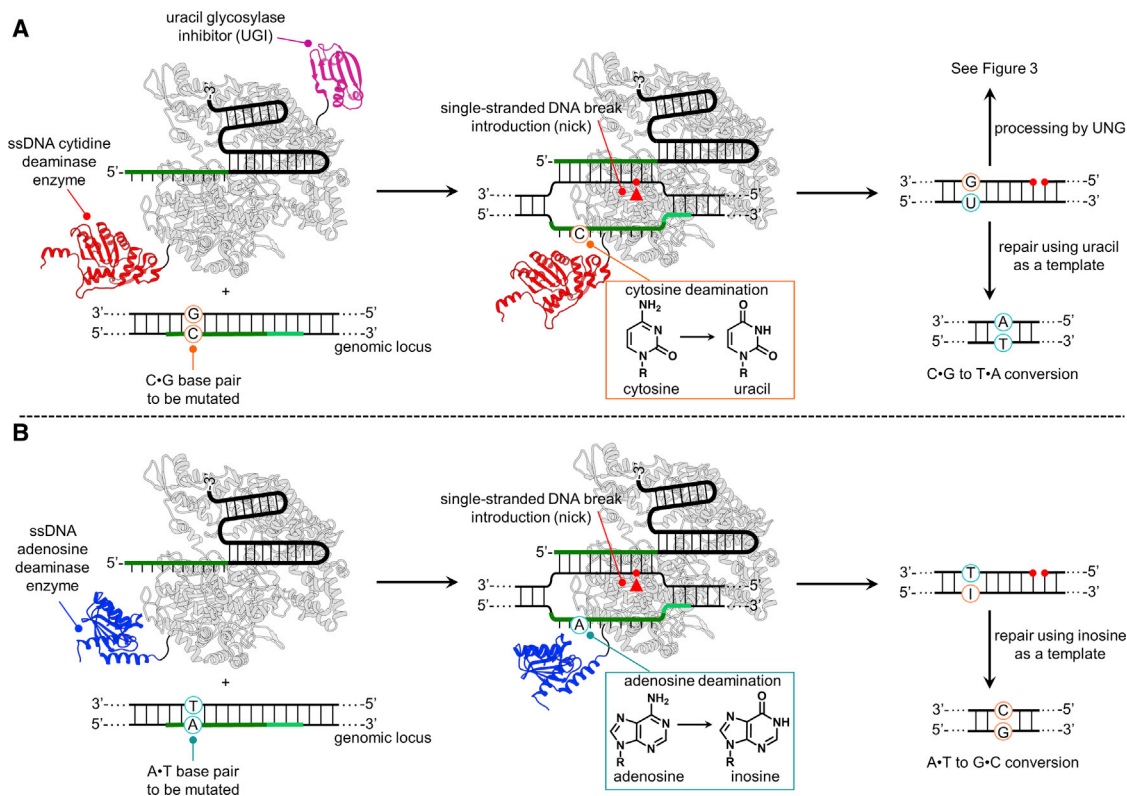 A
uracil glycosylase
inhibitor (UGI)
-3'
ssDNA cytidine
deaminase
enzyme
5'-
+
3'- -5'
G
C
5'- -3'
genomic locus
C•G base pair
to be mutated
single-stranded DNA break
introduction (nick)
-3'
5'-
3'- -5'
5'- -3'
C
cytosine deamination
NH₂
N
N
O
R
cytosine
O
NH
N
O
R
uracil
See Figure 3
processing by UNG
3'- G -5'
5'- U -3'
repair using uracil
as a template
3'- A -5'
5'- T -3'
C•G to T•A conversion
B
-3'
ssDNA
adenosine
deaminase
enzyme
5'-
+
3'- -5'
T
A
5'- -3'
genomic locus
A•T base pair
to be mutated
single-stranded DNA break
introduction (nick)
-3'
5'-
3'- -5'
5'- -3'
A
adenosine deamination
NH₂
N
N
N
N
R
adenosine
O
N
NH
N
N
R
inosine
3'- T -5'
5'- I -3'
repair using inosine
as a template
3'- C -5'
5'- G -3'
A•T to G•C conversion